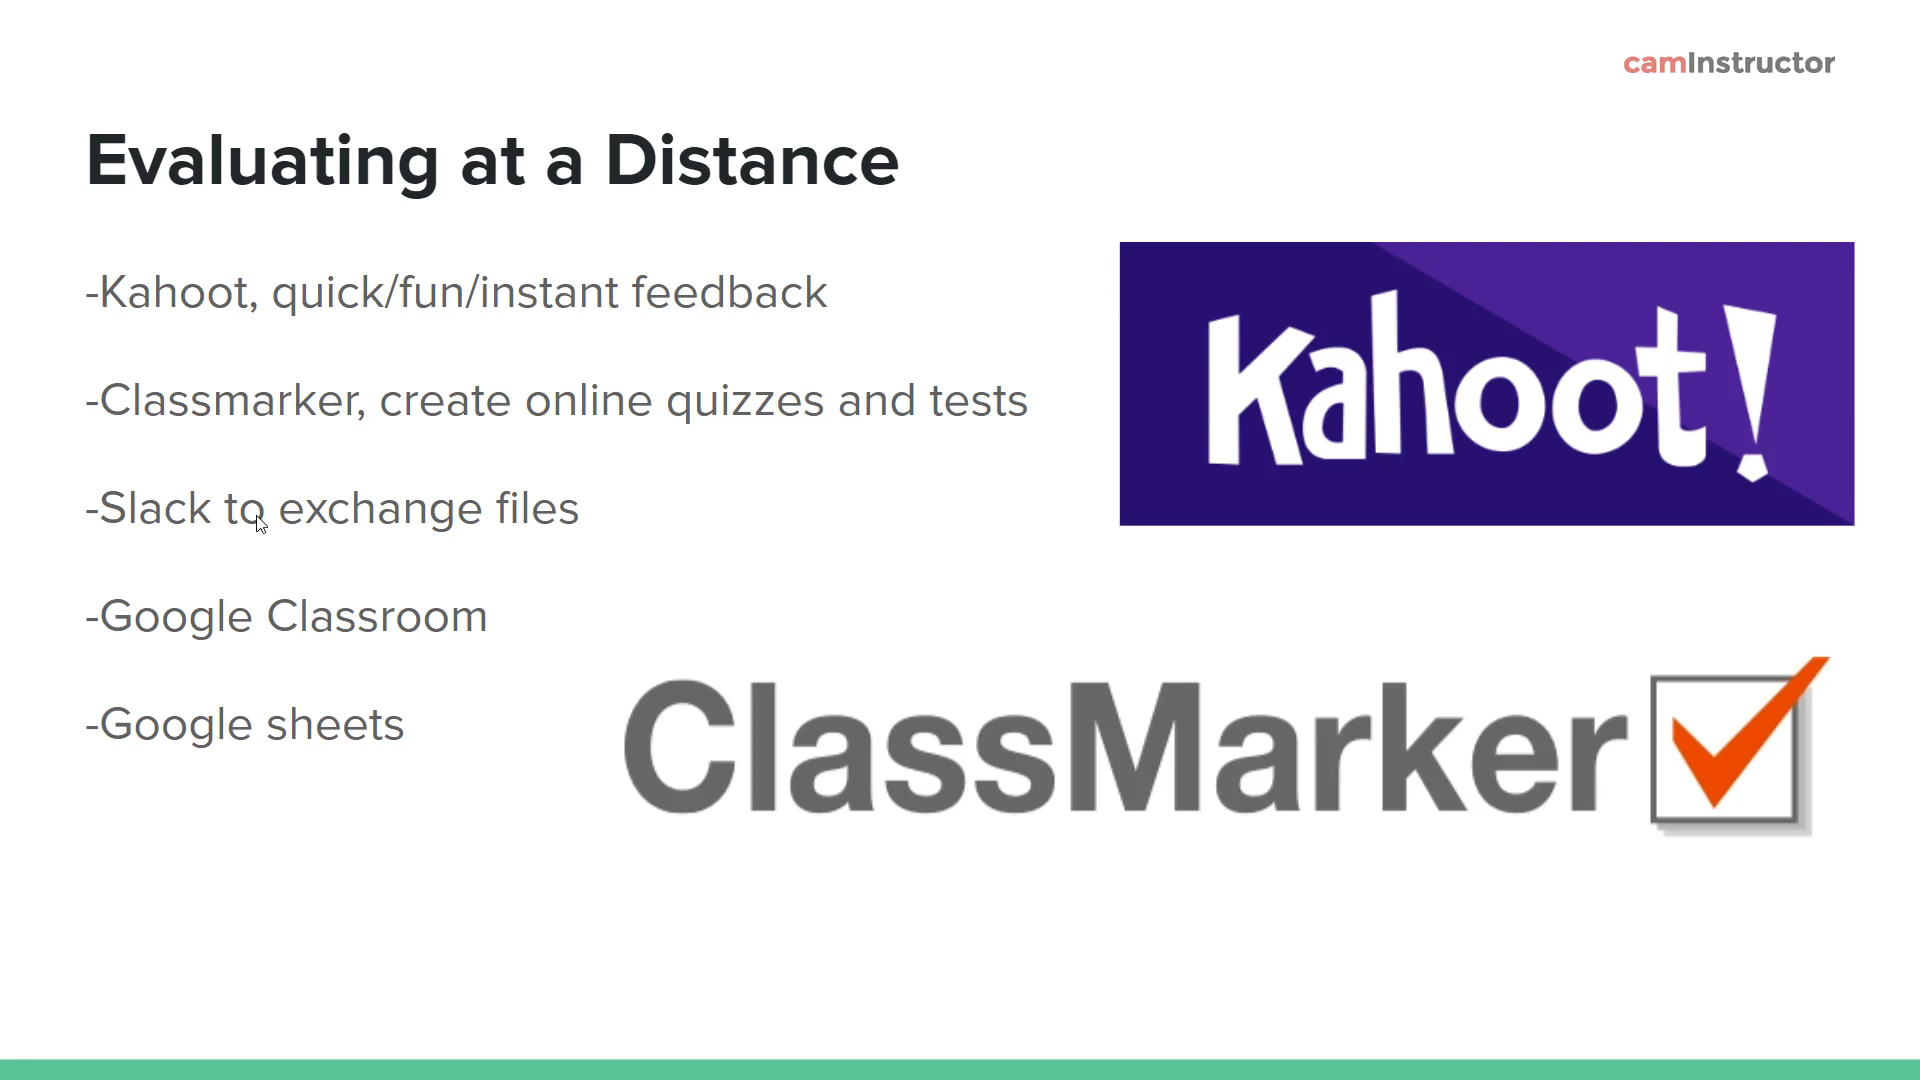 camInstructor
Evaluating at a Distance
-Kahoot, quick/fun/instant feedback
-Classmarker, create online quizzes and tests
-Slack to exchange files
-Google Classroom
-Google sheets
Kahoot!
ClassMarker